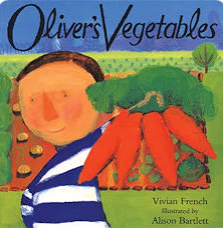 Oliver's Vegetables
Vivian French
Illustrated by
Alison Bartlett